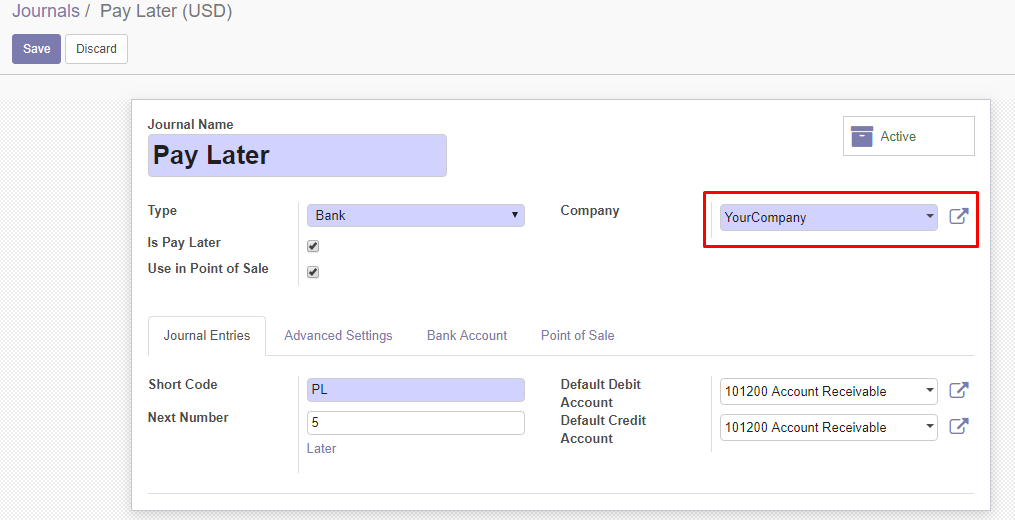 Journals / Pay Later (USD)
Save Discard
Journal Name
Pay Later
Active
Type
Bank
Company
YourCompany
Is Pay Later
Use in Point of Sale
Journal Entries Advanced Settings Bank Account Point of Sale
Short Code
PL
Next Number
5
Later
Default Debit
Account
101200 Account Receivable
Default Credit
Account
101200 Account Receivable